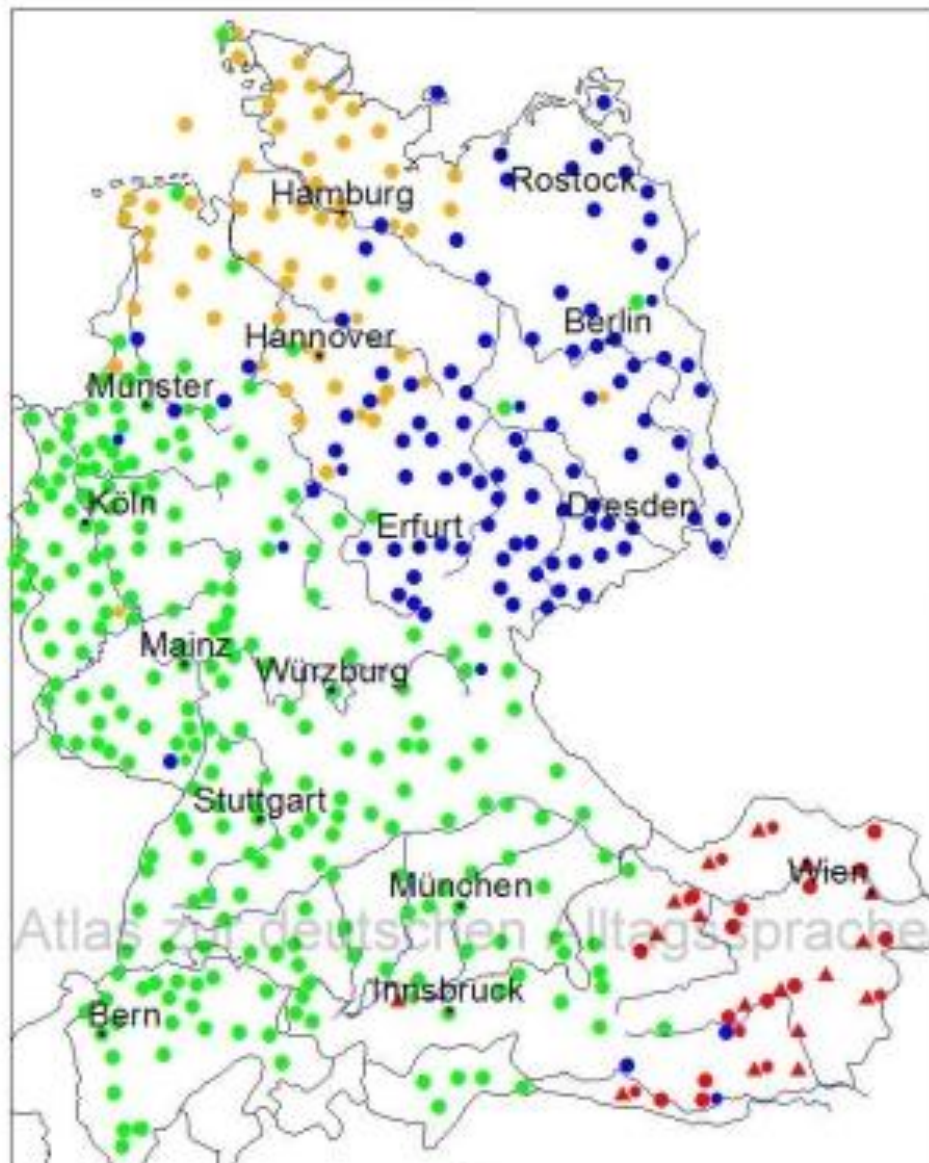 Hamburg
Rostock
Berlin
Hannover
Münster
Köln
Erfurt
Dresden
Mainz
Würzburg
Stuttgart
Wien
München
Atlas zur deutschen Alltagssprache
Innsbruck
Bern